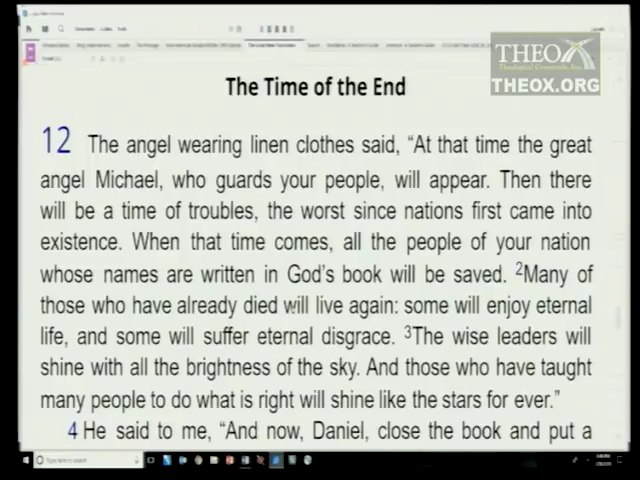 THEOX
THEOX.ORG
The Time of the End
12 The angel wearing linen clothes said, “At that time the great
angel Michael, who guards your people, will appear. Then there
will be a time of troubles, the worst since nations first came into
existence. When that time comes, all the people of your nation
whose names are written in God’s book will be saved. 2Many of
those who have already died will live again: some will enjoy eternal
life, and some will suffer eternal disgrace. 3The wise leaders will
shine with all the brightness of the sky. And those who have taught
many people to do what is right will shine like the stars for ever.”
4 He said to me, “And now, Daniel, close the book and put a